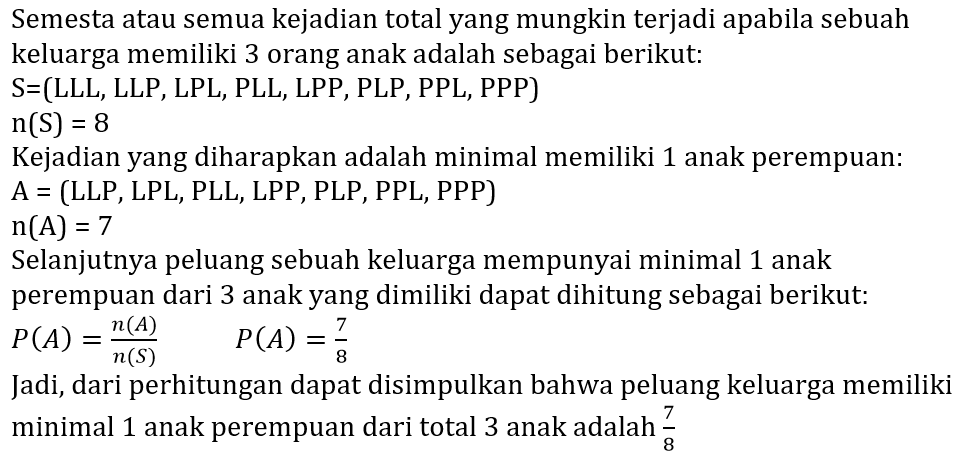 Semesta atau semua kejadian total yang mungkin terjadi apabila sebuah
keluarga memiliki 3 orang anak adalah sebagai berikut:
S=(LLL, LLP, LPL, PLL, LPP, PLP, PPL, PPP)
n(S) = 8
Kejadian yang diharapkan adalah minimal memiliki 1 anak perempuan:
A = (LLP, LPL, PLL, LPP, PLP, PPL, PPP)
n(A) = 7
Selanjutnya peluang sebuah keluarga mempunyai minimal 1 anak
perempuan dari 3 anak yang dimiliki dapat dihitung sebagai berikut:
P(A) = n(A)/n(S) P(A) = 7/8
Jadi, dari perhitungan dapat disimpulkan bahwa peluang keluarga memiliki
minimal 1 anak perempuan dari total 3 anak adalah 7/8